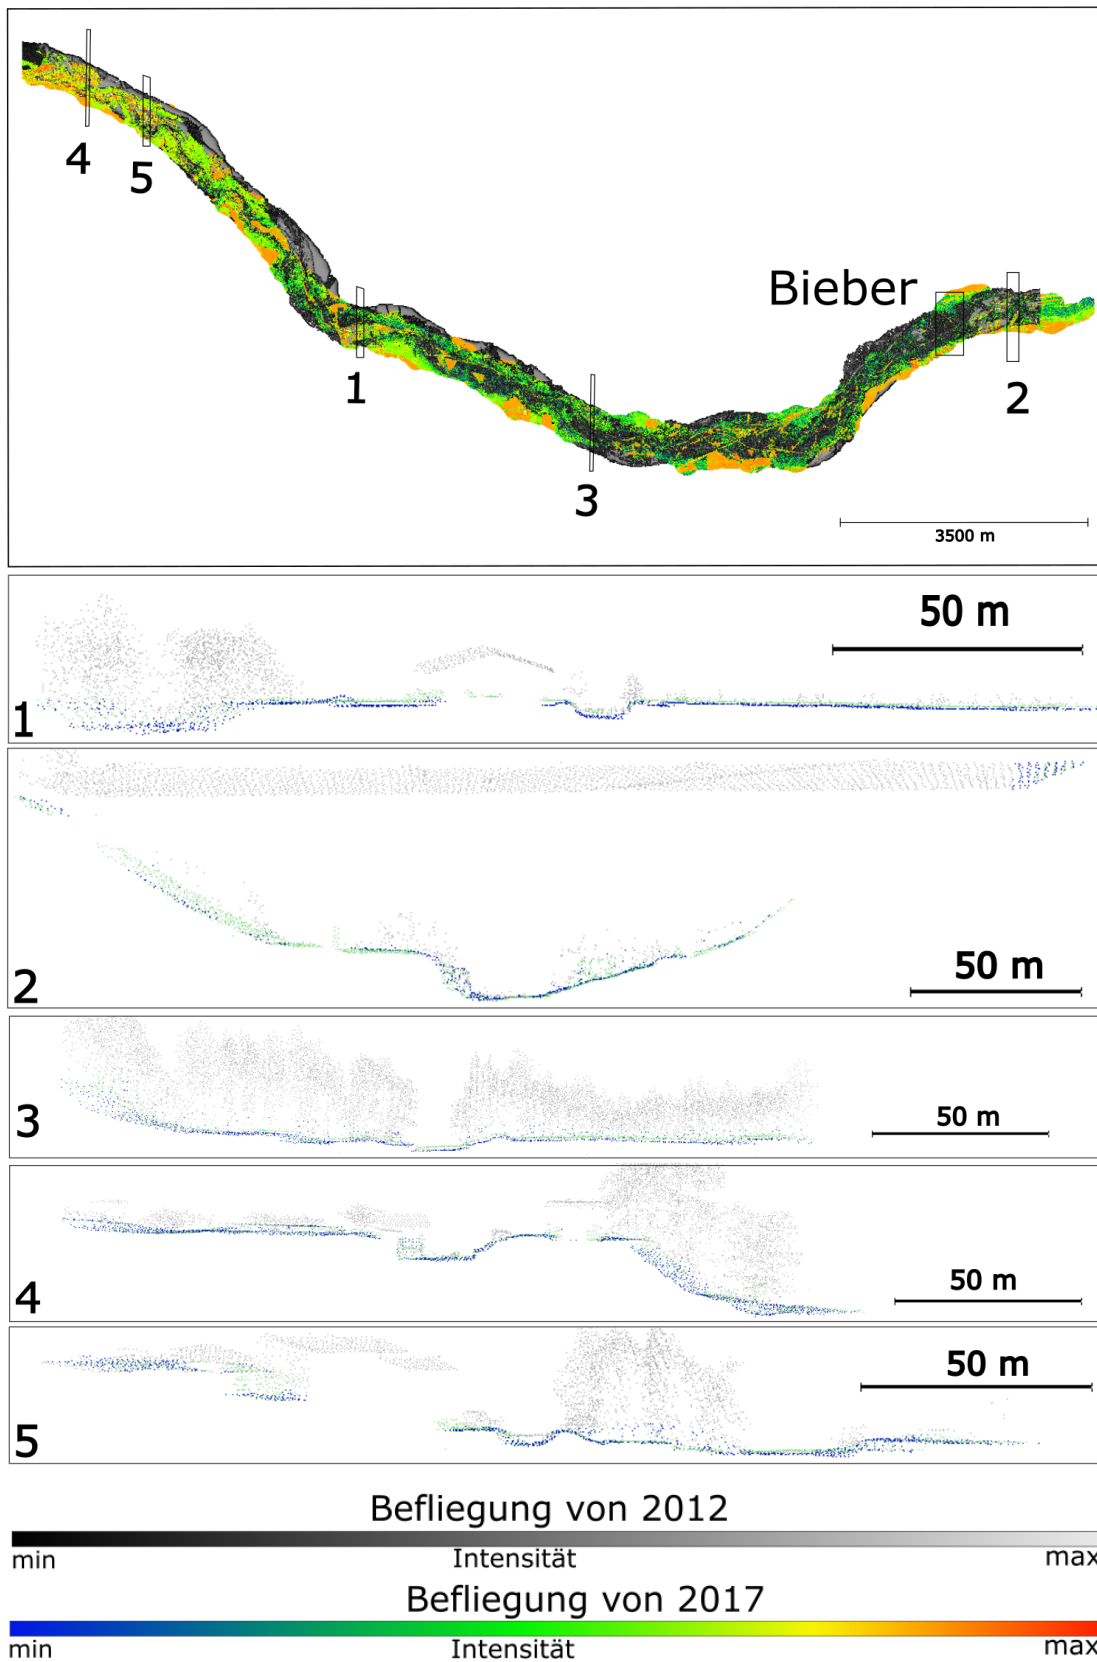 4
5
Bieber
1
2
3
3500 m
50 m
1
50 m
2
50 m
3
50 m
4
50 m
5
Befliegung von 2012
min Intensität max
Befliegung von 2017
min Intensität max